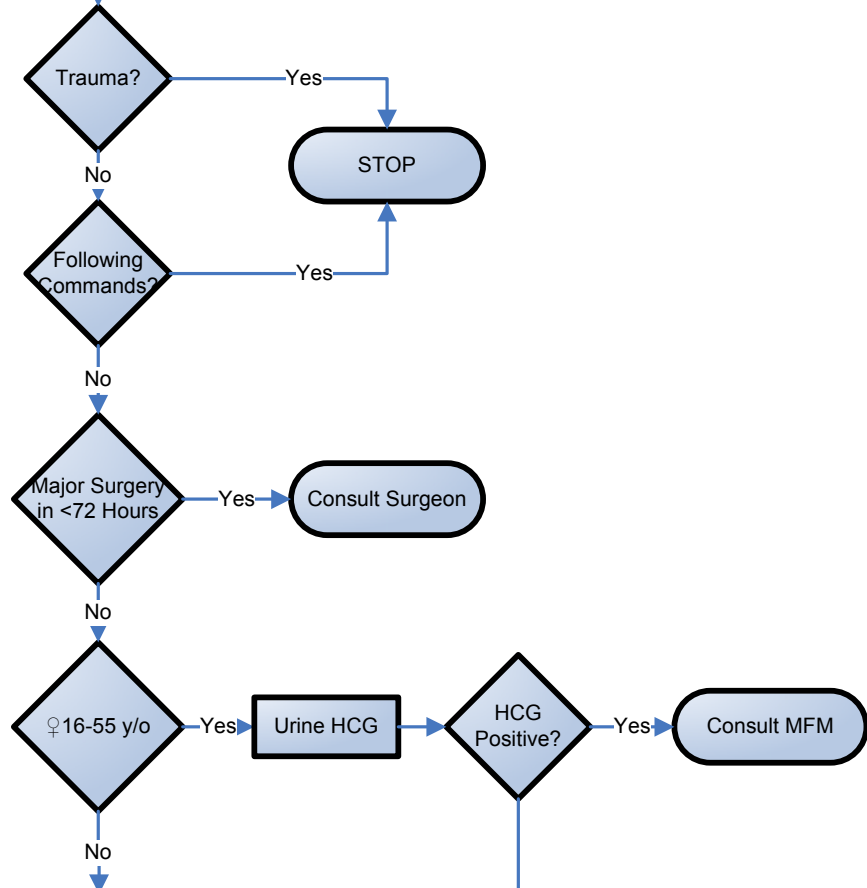 Trauma?
Yes
STOP
No
Following
Commands?
Yes
No
Major Surgery
in <72 Hours
Yes
Consult Surgeon
No
♀16-55 y/o
Yes
Urine HCG
HCG
Positive?
Yes
Consult MFM
No